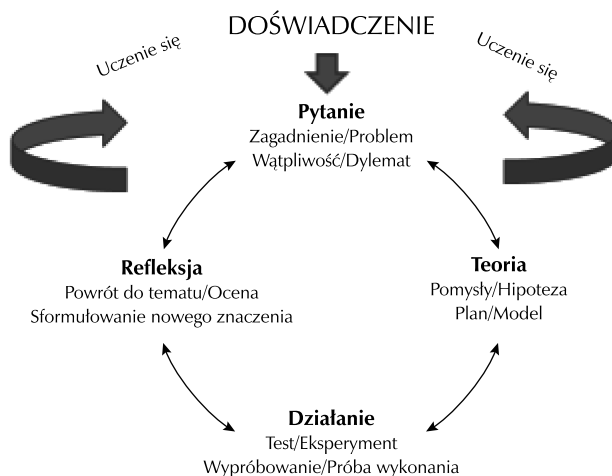 DOŚWIADCZENIE
Uczenie się
Uczenie się
Pytanie
Zagadnienie/Problem
Wątpliwość/Dylemat
Refleksja
Powrót do tematu/Ocena
Sformułowanie nowego znaczenia
Teoria
Pomysły/Hipoteza
Plan/Model
Działanie
Test/Eksperyment
Wypróbowanie/Próba wykonania